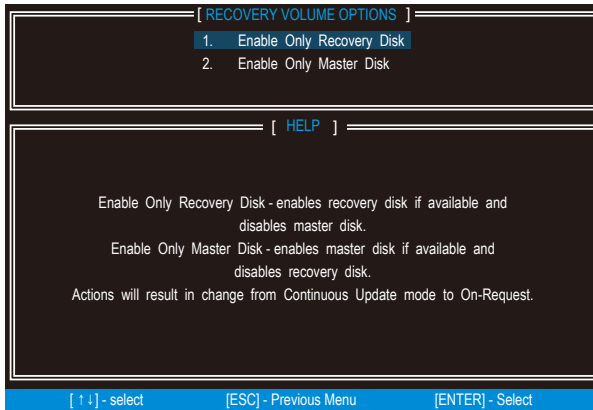 [ RECOVERY VOLUME OPTIONS ]
1. Enable Only Recovery Disk
2. Enable Only Master Disk
[ HELP ]
Enable Only Recovery Disk - enables recovery disk if available and
disables master disk.
Enable Only Master Disk - enables master disk if available and
disables recovery disk.
Actions will result in change from Continuous Update mode to On-Request.
[ ↑↓] - select [ESC] - Previous Menu [ENTER] - Select